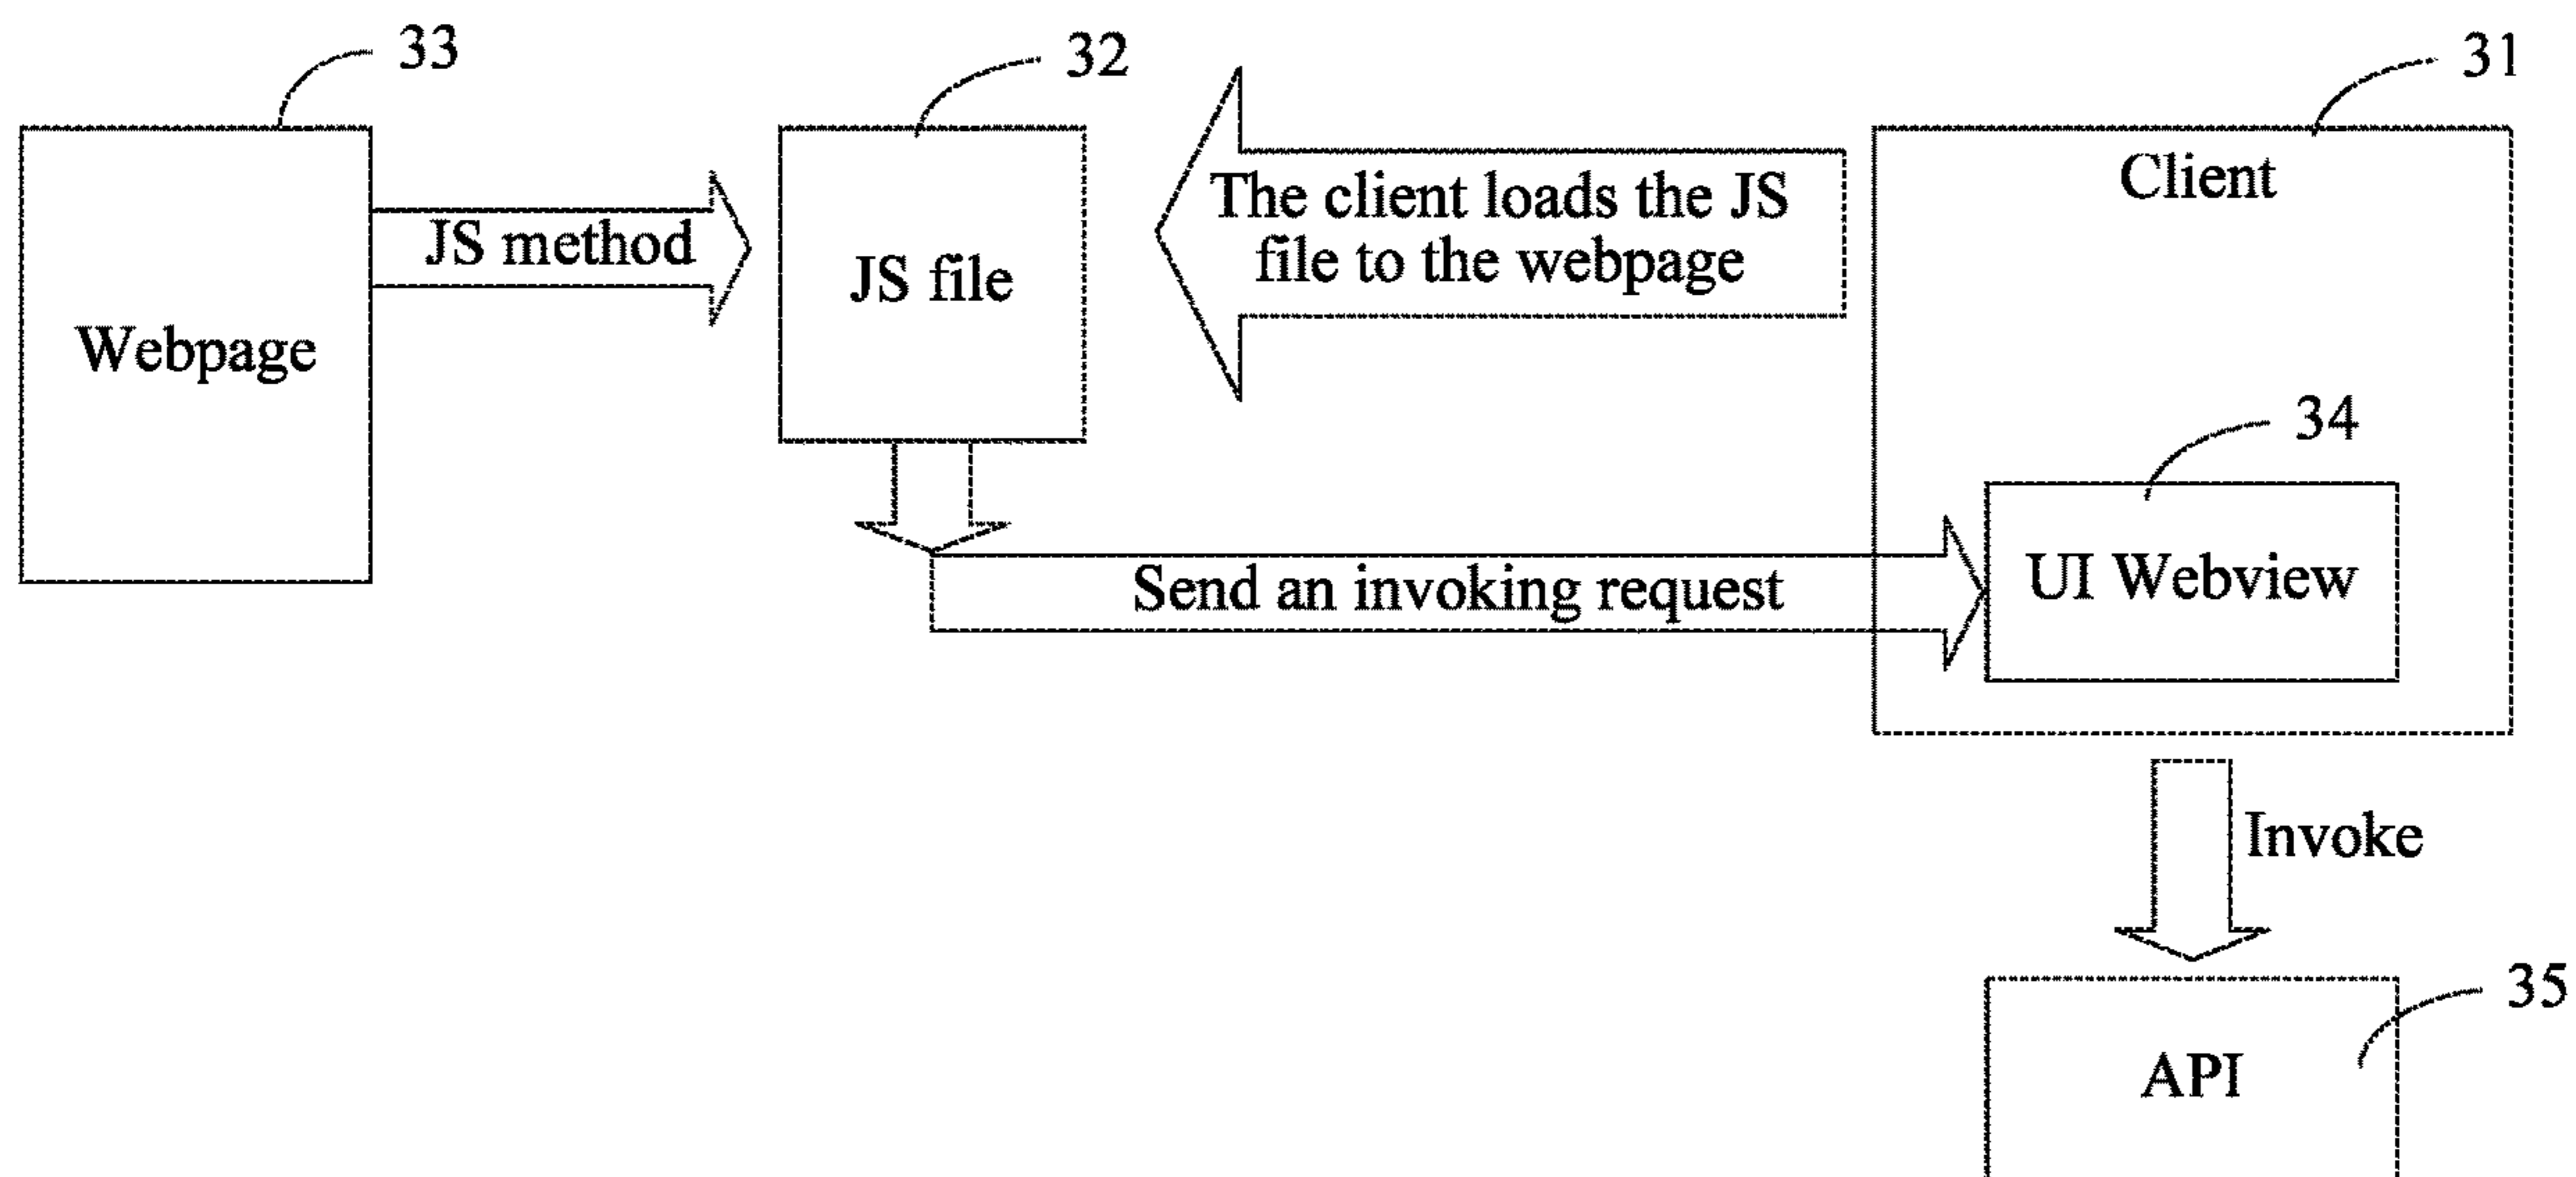 33
32
31
Client
The client loads the JS
file to the webpage
JS method
JS file
Webpage
34
UI Webview
Send an invoking request
Invoke
35
API